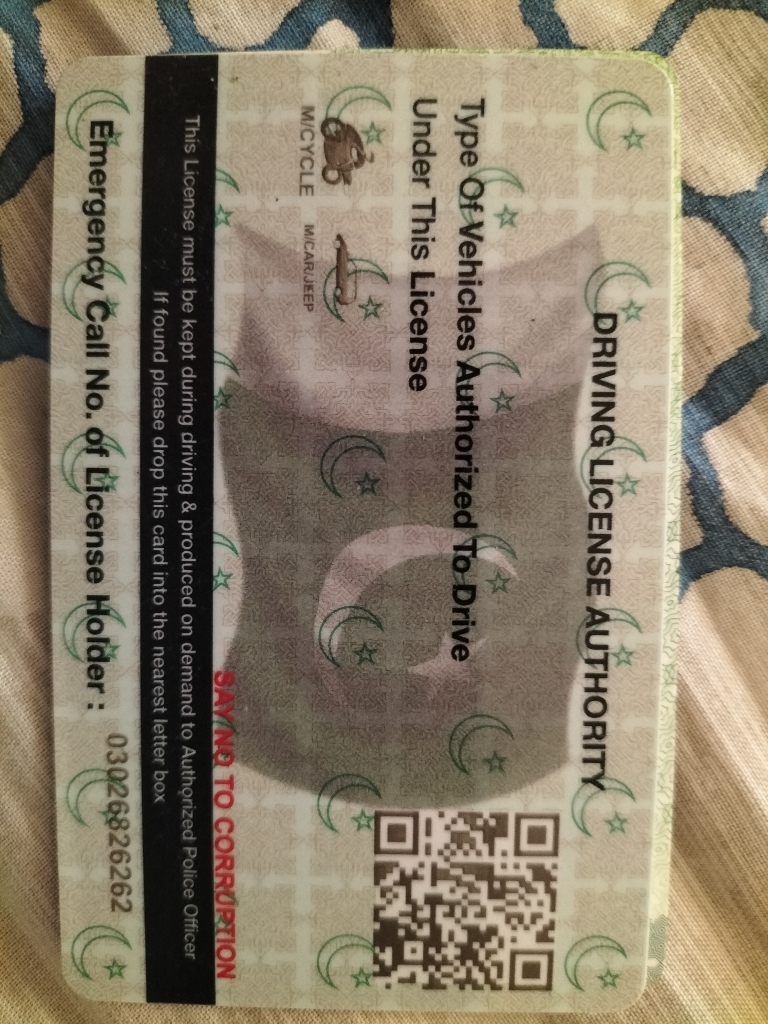 DRIVING LICENSE AUTHORITY
Type Of Vehicles Authorized To Drive
Under This License
M/CYCLE
M/CAR/JEEP
SAY NO TO CORRUPTION
This License must be kept during driving & produced on demand to Authorized Police Officer
If found please drop this card into the nearest letter box
Emergency Call No. of License Holder : 03026826262